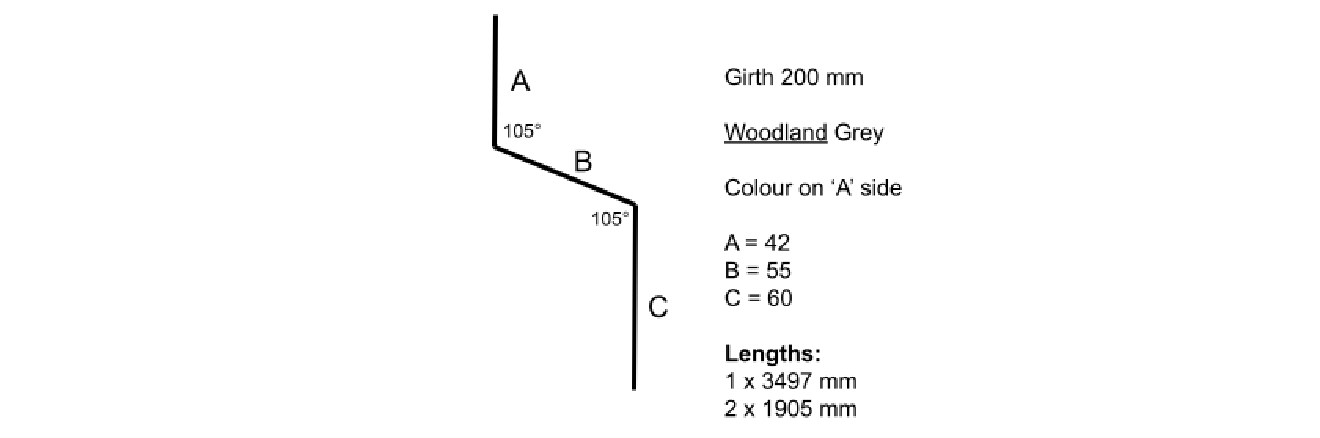 A
105°
B
105°
C
Girth 200 mm
Woodland Grey
Colour on ‘A’ side
A = 42
B = 55
C = 60
Lengths:
1 x 3497 mm
2 x 1905 mm